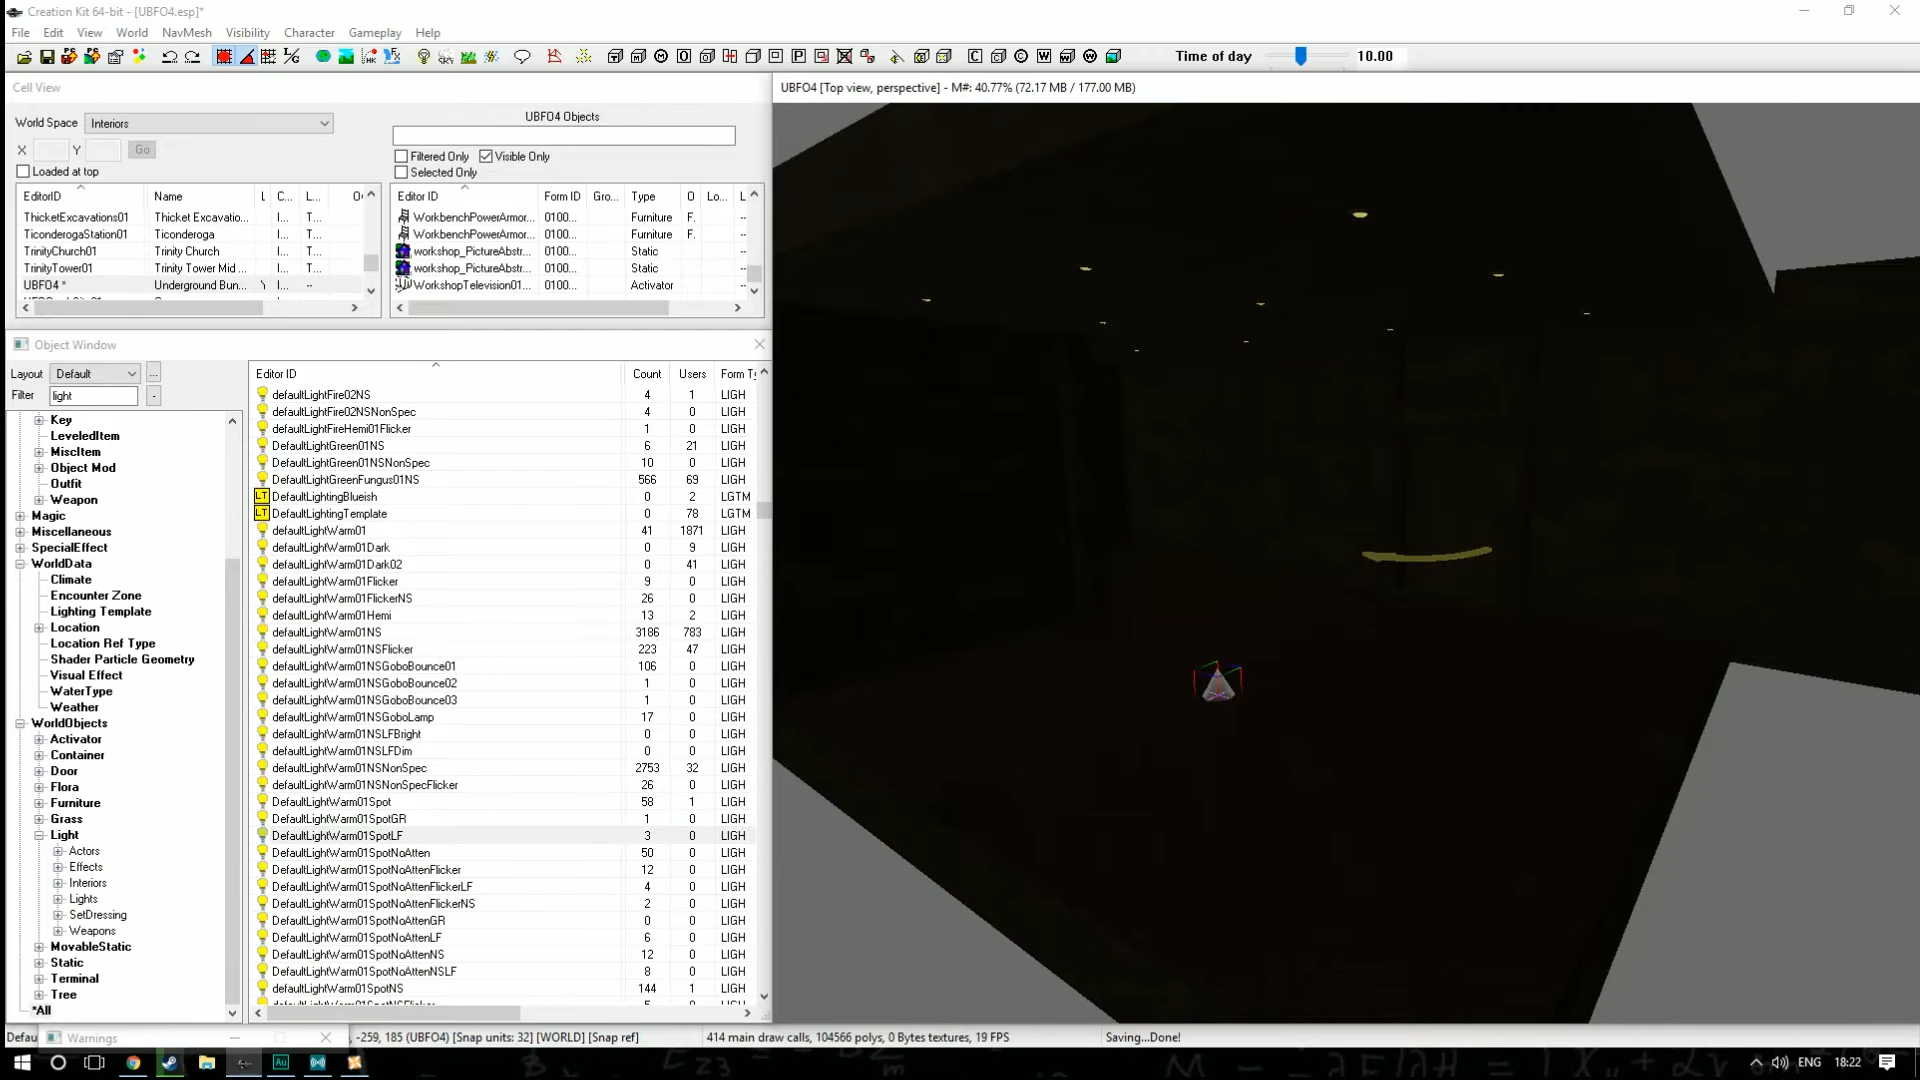 Creation Kit 64-bit - [UBFO4.esp]*
File Edit View World NavMesh Visibility Character Gameplay Help
Time of day 10.00
Cell View
UBFO4 [Top view, perspective] - M#: 40.77% (72.17 MB / 177.00 MB)
World Space Interiors
X Y Go
Loaded at top
UBFO4 Objects
Filtered Only Visible Only
Selected Only
EditorID Name L C... L...
ThicketExcavations01 Thicket Excavatio... I... T...
TiconderogaStation01 Ticonderoga I... T...
TrinityChurch01 Trinity Church I... T...
TrinityTower01 Trinity Tower Mid ... I... T...
UBFO4 * Underground Bun... Y I... --
Editor ID Form ID Gro... Type O Lo... L
WorkbenchPowerArmor... 0100... Furniture F.
WorkbenchPowerArmor... 0100... Furniture F.
workshop_PictureAbstr... 0100... Static
workshop_PictureAbstr... 0100... Static
WorkshopTelevision01... 0100... Activator
Object Window
Layout Default ...
Filter light -
Key
LeveledItem
MiscItem
Object Mod
Outfit
Weapon
Magic
Miscellaneous
SpecialEffect
WorldData
Climate
Encounter Zone
Lighting Template
Location
Location Ref Type
Shader Particle Geometry
Visual Effect
WaterType
Weather
WorldObjects
Activator
Container
Door
Flora
Furniture
Grass
Light
Actors
Effects
Interiors
Lights
SetDressing
Weapons
MovableStatic
Static
Terminal
Tree
*All
Editor ID Count Users Form Ty
defaultLightFire02NS 4 1 LIGH
defaultLightFire02NSNonSpec 4 0 LIGH
defaultLightFireHemi01Flicker 1 0 LIGH
DefaultLightGreen01NS 6 21 LIGH
DefaultLightGreen01NSNonSpec 10 0 LIGH
DefaultLightGreenFungus01NS 566 69 LIGH
LT DefaultLightingBlueish 0 2 LGTM
LT DefaultLightingTemplate 0 78 LGTM
defaultLightWarm01 41 1871 LIGH
defaultLightWarm01Dark 0 9 LIGH
defaultLightWarm01Dark02 0 41 LIGH
defaultLightWarm01Flicker 9 0 LIGH
defaultLightWarm01FlickerNS 26 0 LIGH
defaultLightWarm01Hemi 13 2 LIGH
defaultLightWarm01NS 3186 783 LIGH
defaultLightWarm01NSFlicker 223 47 LIGH
defaultLightWarm01NSGoboBounce01 106 0 LIGH
defaultLightWarm01NSGoboBounce02 1 0 LIGH
defaultLightWarm01NSGoboBounce03 1 0 LIGH
defaultLightWarm01NSGoboLamp 17 0 LIGH
defaultLightWarm01NSLFBright 0 0 LIGH
defaultLightWarm01NSLFDim 0 0 LIGH
defaultLightWarm01NSNonSpec 2753 32 LIGH
defaultLightWarm01NSNonSpecFlicker 26 0 LIGH
DefaultLightWarm01Spot 58 1 LIGH
DefaultLightWarm01SpotGR 1 0 LIGH
DefaultLightWarm01SpotLF 3 0 LIGH
DefaultLightWarm01SpotNoAtten 50 0 LIGH
DefaultLightWarm01SpotNoAttenFlicker 12 0 LIGH
DefaultLightWarm01SpotNoAttenFlickerLF 4 0 LIGH
DefaultLightWarm01SpotNoAttenFlickerNS 2 0 LIGH
DefaultLightWarm01SpotNoAttenGR 0 0 LIGH
DefaultLightWarm01SpotNoAttenLF 6 0 LIGH
DefaultLightWarm01SpotNoAttenNS 12 0 LIGH
DefaultLightWarm01SpotNoAttenNSLF 8 0 LIGH
DefaultLightWarm01SpotNS 144 1 LIGH
Defau Warnings , -259, 185 (UBFO4) [Snap units: 32] [WORLD] [Snap ref] 414 main draw calls, 104566 polys, 0 Bytes textures, 19 FPS Saving...Done!
Au ENG 18:22